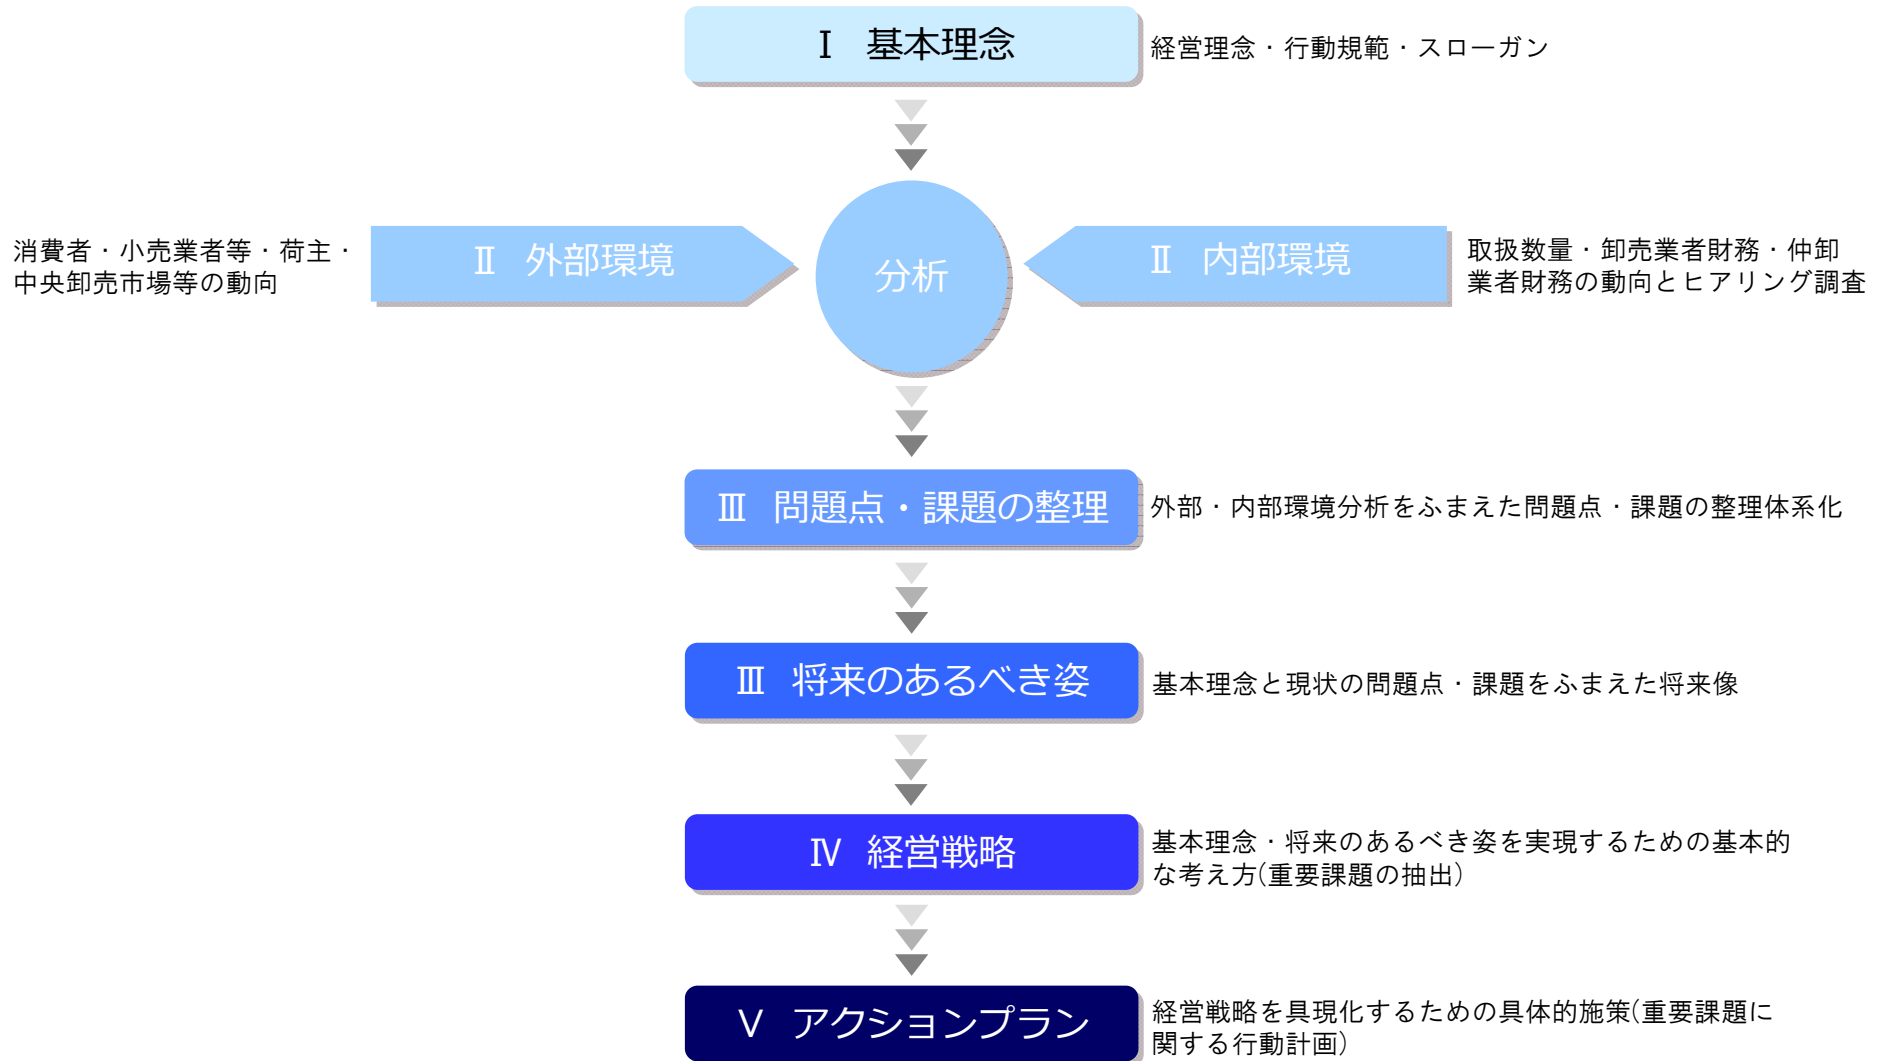 Ⅰ 基本理念
経営理念・行動規範・スローガン
消費者・小売業者等・荷主・
中央卸売市場等の動向
Ⅱ 外部環境
分析
Ⅱ 内部環境
取扱数量・卸売業者財務・仲卸
業者財務の動向とヒアリング調査
Ⅲ 問題点・課題の整理
外部・内部環境分析をふまえた問題点・課題の整理体系化
Ⅲ 将来のあるべき姿
基本理念と現状の問題点・課題をふまえた将来像
Ⅳ 経営戦略
基本理念・将来のあるべき姿を実現するための基本的
な考え方(重要課題の抽出)
Ⅴ アクションプラン
経営戦略を具現化するための具体的施策(重要課題に
関する行動計画)